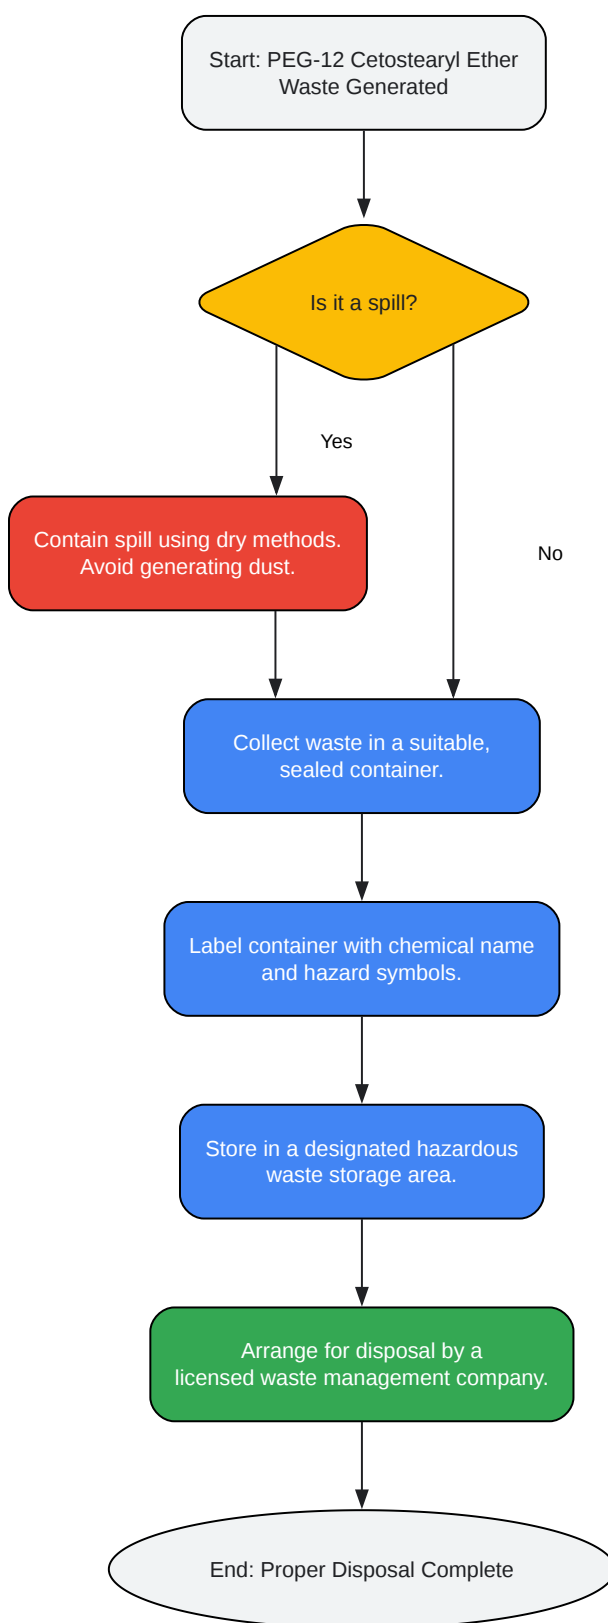 Start: PEG-12 Cetostearyl Ether
Waste Generated
Is it a spill?
Yes
Contain spill using dry methods.
Avoid generating dust.
No
Collect waste in a suitable,
sealed container.
Label container with chemical name
and hazard symbols.
Store in a designated hazardous
waste storage area.
Arrange for disposal by a
licensed waste management company.
End: Proper Disposal Complete